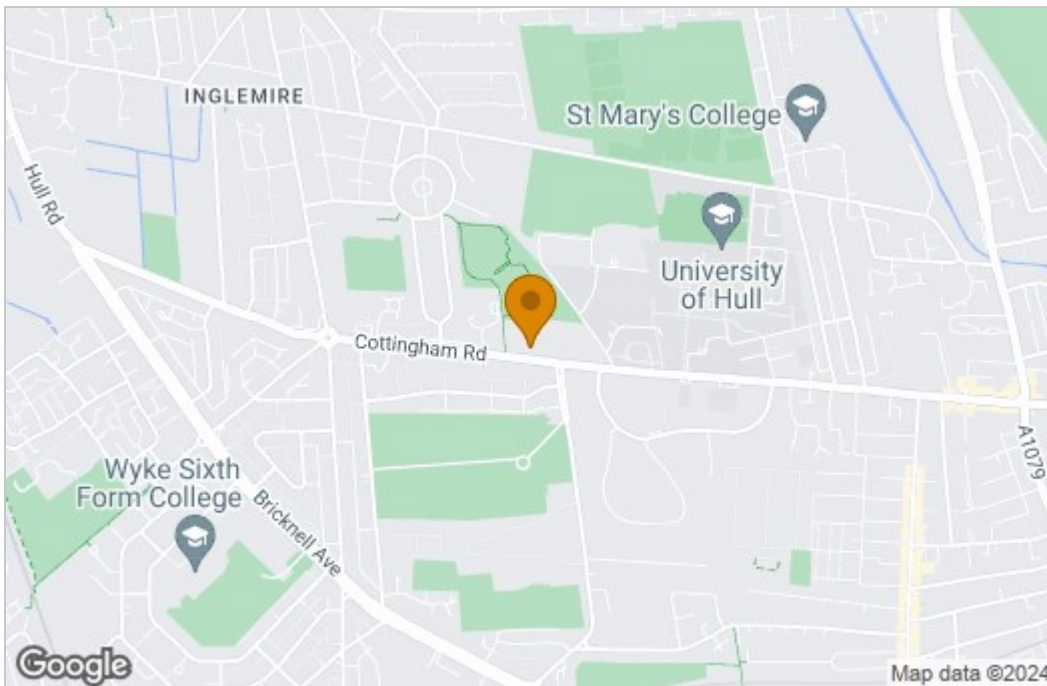 INGLEMIRE
St Mary's College
Hull Rd
University
of Hull
Cottingham Rd
A1079
Wyke Sixth
Form College
Bricknell Ave
Google
Map data ©2024